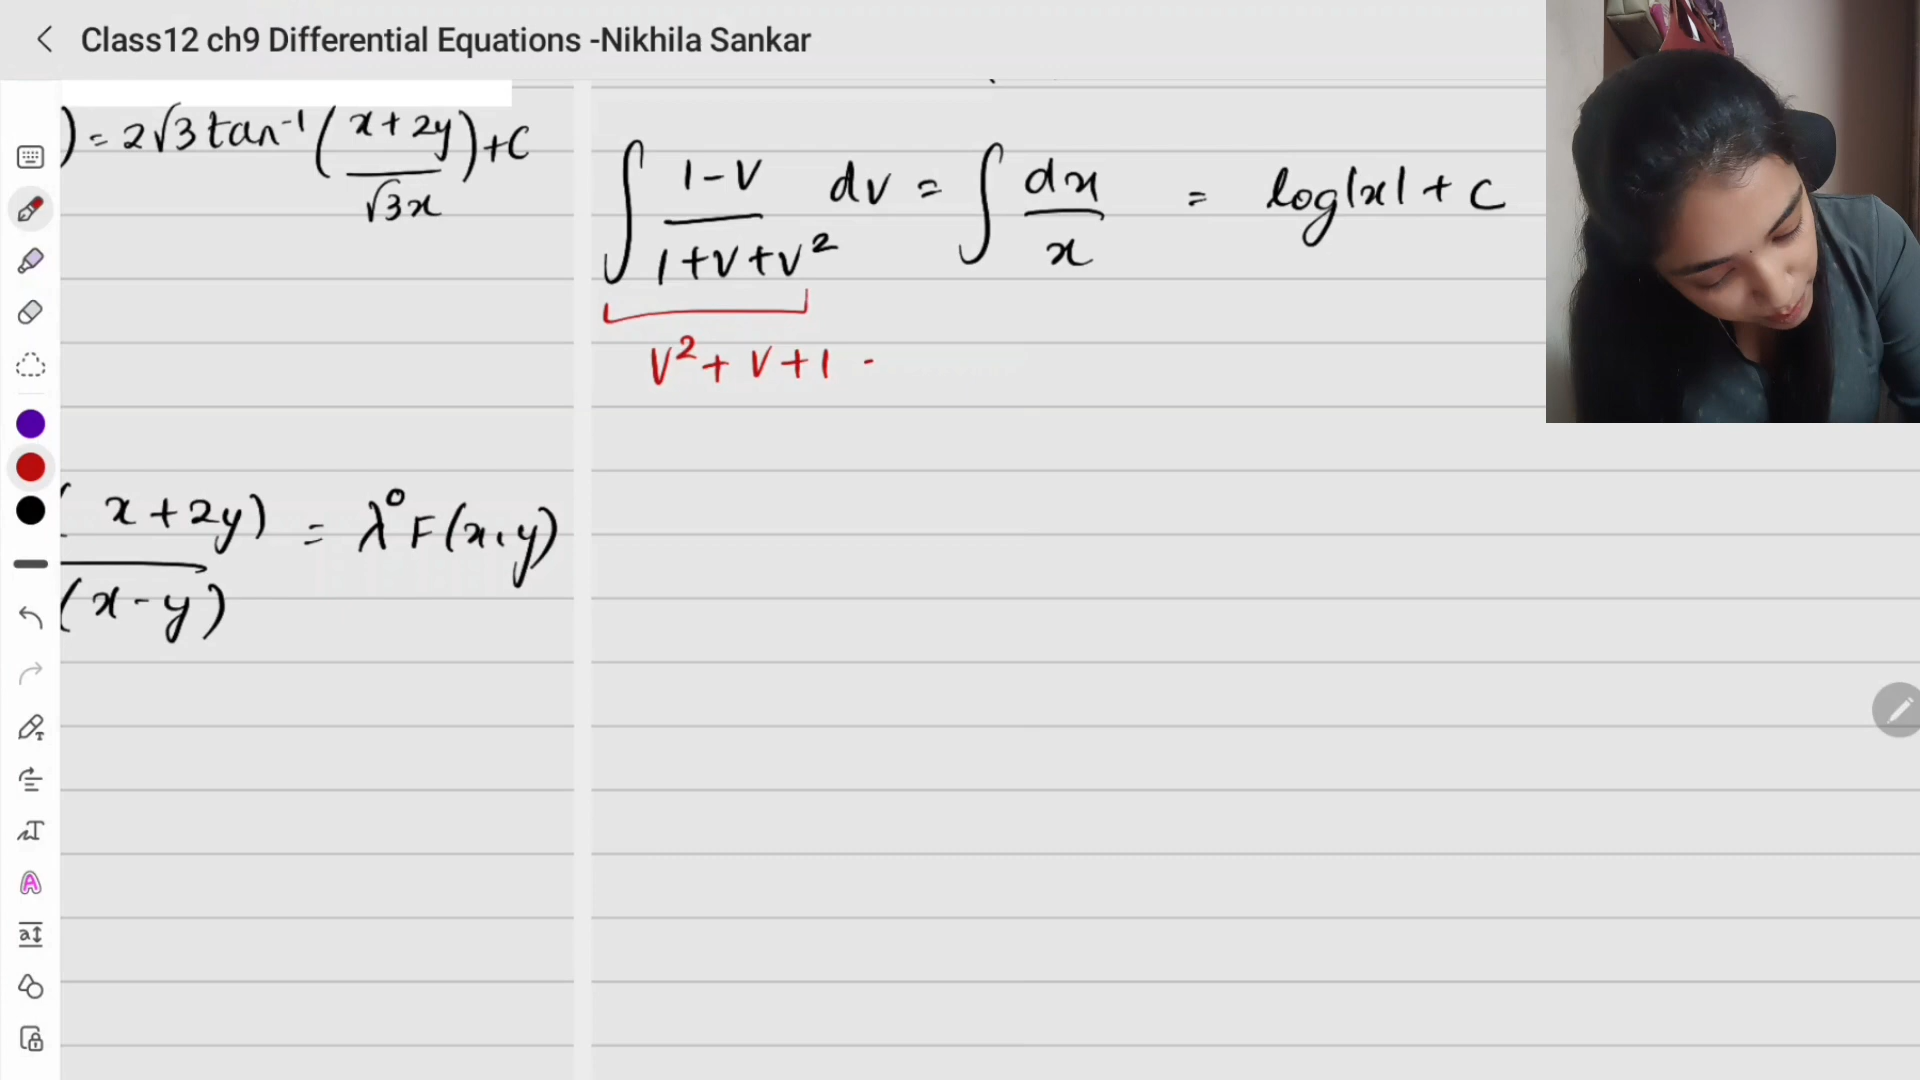 Class12 ch9 Differential Equations -Nikhila Sankar
) = 2√3 tan⁻¹ (x + 2y / √3x) + C
∫ 1-v / 1+v+v² dv = ∫ dx / x = log|x| + C
v² + v + 1 -
( x + 2y) / (x - y) = λ⁰ F(x, y)